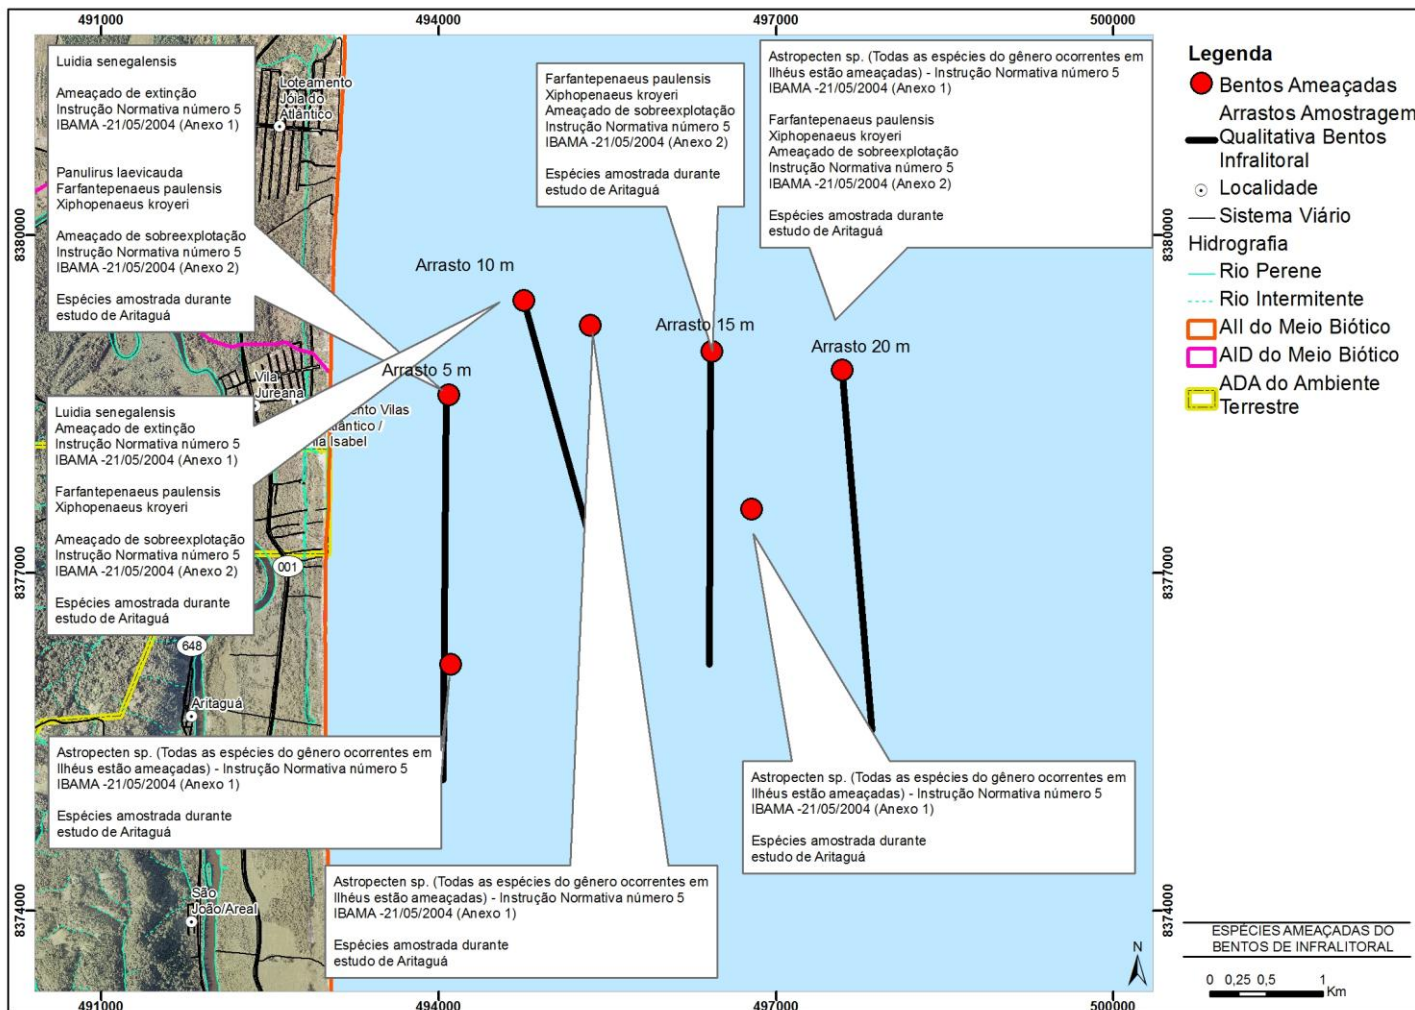 491000
494000
497000
500000
8380000
8377000
8374000
Luidia senegalensis
Ameaçado de extinção
Instrução Normativa número 5
IBAMA -21/05/2004 (Anexo 1)
Panulirus laevicauda
Farfantepenaeus paulensis
Xiphopenaeus kroyeri
Ameaçado de sobreexplotação
Instrução Normativa número 5
IBAMA -21/05/2004 (Anexo 2)
Espécies amostrada durante
estudo de Aritaguá
Loteamento
Jóia do
Atlântico
Farfantepenaeus paulensis
Xiphopenaeus kroyeri
Ameaçado de sobreexplotação
Instrução Normativa número 5
IBAMA -21/05/2004 (Anexo 2)
Espécies amostrada durante
estudo de Aritaguá
Astropecten sp. (Todas as espécies do gênero ocorrentes em
Ilhéus estão ameaçadas) - Instrução Normativa número 5
IBAMA -21/05/2004 (Anexo 1)
Farfantepenaeus paulensis
Xiphopenaeus kroyeri
Ameaçado de sobreexplotação
Instrução Normativa número 5
IBAMA -21/05/2004 (Anexo 2)
Espécies amostrada durante
estudo de Aritaguá
Arrasto 10 m
Arrasto 15 m
Arrasto 20 m
Arrasto 5 m
Vila
Jureana
ento Vilas
lântico /
Isabel
Luidia senegalensis
Ameaçado de extinção
Instrução Normativa número 5
IBAMA -21/05/2004 (Anexo 1)
Farfantepenaeus paulensis
Xiphopenaeus kroyeri
Ameaçado de sobreexplotação
Instrução Normativa número 5
IBAMA -21/05/2004 (Anexo 2)
Espécies amostrada durante
estudo de Aritaguá
001
648
Aritaguá
Astropecten sp. (Todas as espécies do gênero ocorrentes em
Ilhéus estão ameaçadas) - Instrução Normativa número 5
IBAMA -21/05/2004 (Anexo 1)
Espécies amostrada durante
estudo de Aritaguá
Astropecten sp. (Todas as espécies do gênero ocorrentes em
Ilhéus estão ameaçadas) - Instrução Normativa número 5
IBAMA -21/05/2004 (Anexo 1)
Espécies amostrada durante
estudo de Aritaguá
São
João/Areal
Astropecten sp. (Todas as espécies do gênero ocorrentes em
Ilhéus estão ameaçadas) - Instrução Normativa número 5
IBAMA -21/05/2004 (Anexo 1)
Espécies amostrada durante
estudo de Aritaguá
491000
494000
497000
500000
8380000
8377000
8374000
Legenda
Bentos Ameaçadas
Arrastos Amostragem
Qualitativa Bentos
Infralitoral
Localidade
Sistema Viário
Hidrografia
Rio Perene
Rio Intermitente
AII do Meio Biótico
AID do Meio Biótico
ADA do Ambiente
Terrestre
ESPÉCIES AMEAÇADAS DO
BENTOS DE INFRALITORAL
N
0 0,25 0,5 1
Km